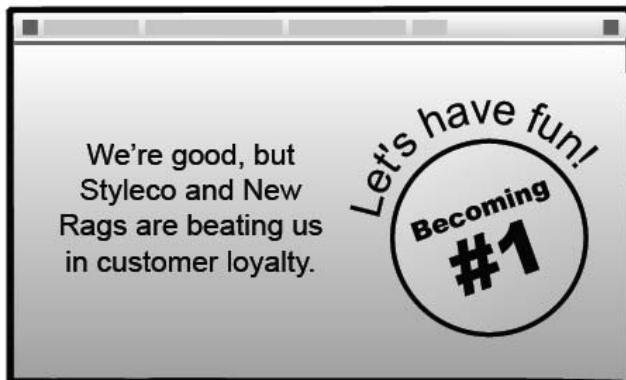 We're good, but
Styleco and New
Rags are beating us
in customer loyalty.
Let's have fun!
Becoming
#1